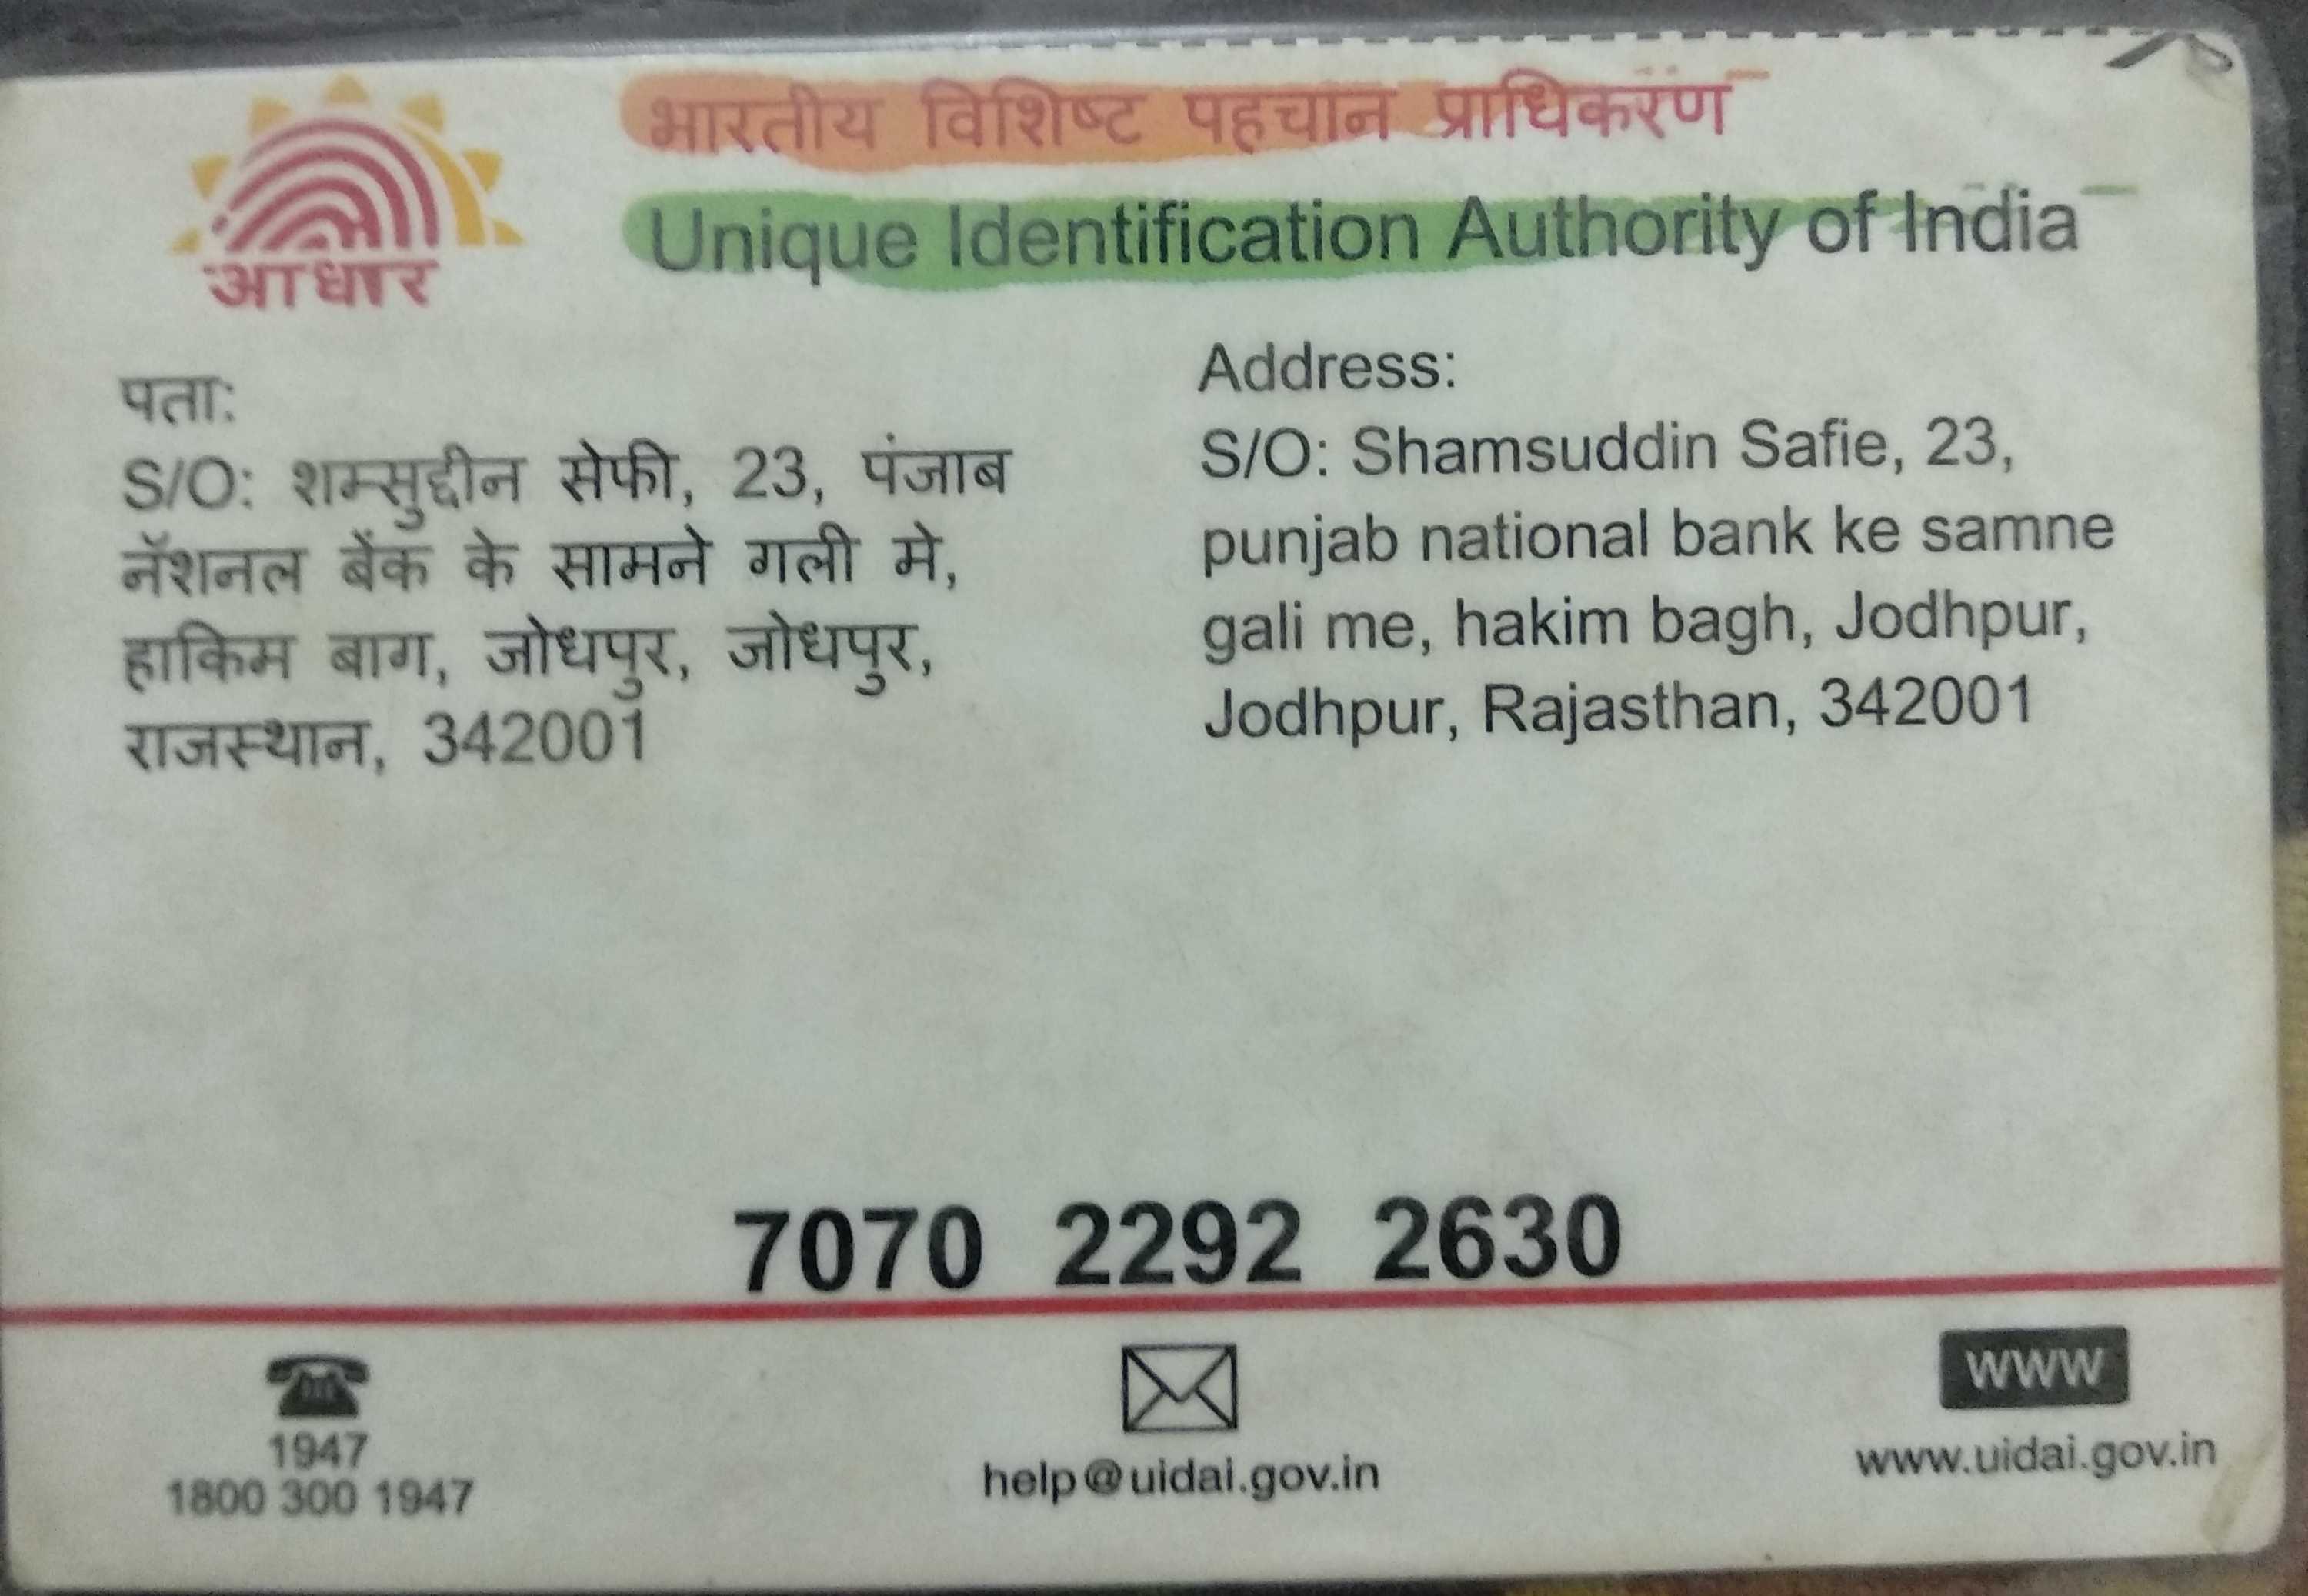 भारतीय विशिष्ट पहचान प्राधिकरण
Unique Identification Authority of India
आधार
पता:
S/O: शम्सुद्दीन सेफी, 23, पंजाब
नॅशनल बेंक के सामने गली मे,
हाकिम बाग, जोधपुर, जोधपुर,
राजस्थान, 342001
Address:
S/O: Shamsuddin Safie, 23,
punjab national bank ke samne
gali me, hakim bagh, Jodhpur,
Jodhpur, Rajasthan, 342001
7070 2292 2630
1947
1800 300 1947
help@uidai.gov.in
www
www.uidai.gov.in